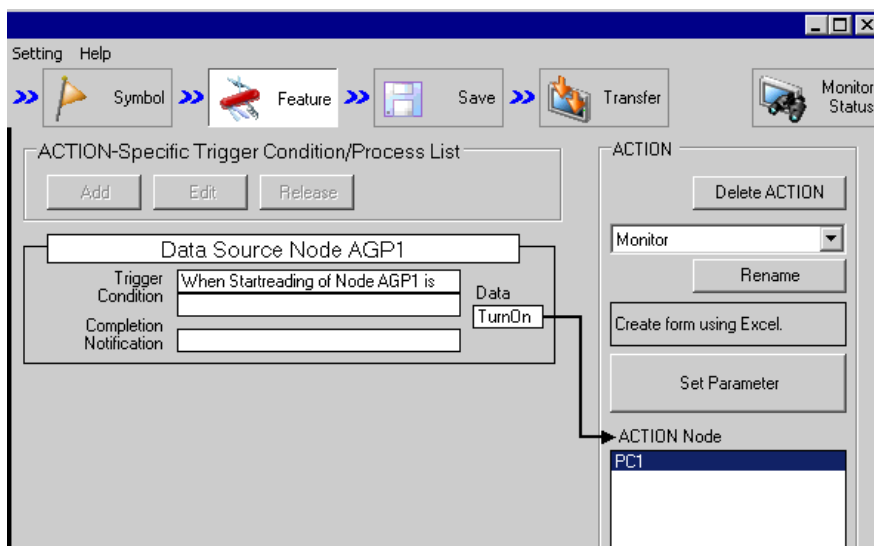 Setting Help
Symbol Feature Save Transfer Monitor
Status
ACTION-Specific Trigger Condition/Process List
Add Edit Release
ACTION
Delete ACTION
Monitor
Rename
Create form using Excel.
Set Parameter
ACTION Node
PC1
Data Source Node AGP1
Trigger
Condition
When Startreading of Node AGP1 is
Completion
Notification
Data
TurnOn